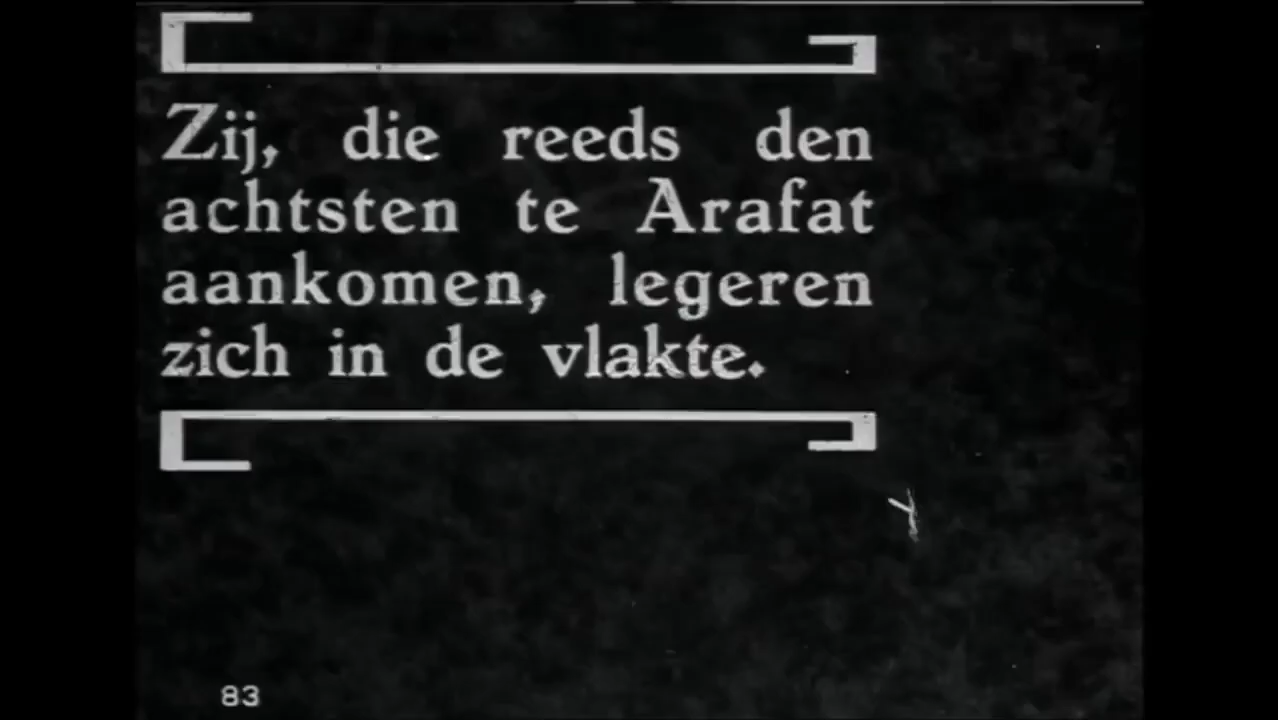 Zij, die reeds den
achtsten te Arafat
aankomen, legeren
zich in de vlakte.
83